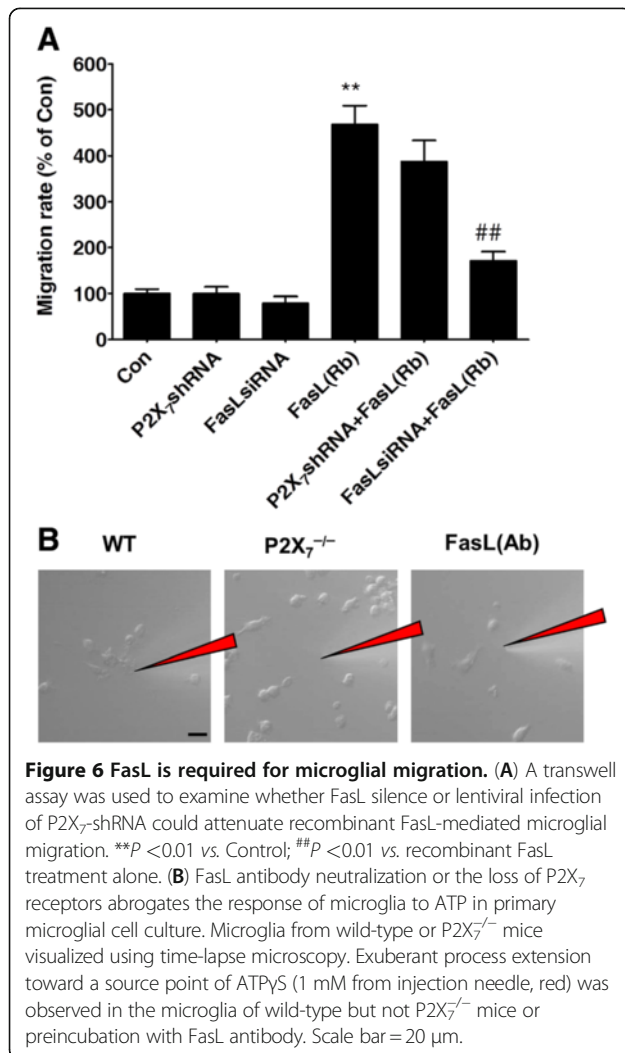 A
Migration rate (% of Con)
600
500
400
300
200
100
0
**
##
Con
P2X₇shRNA
FasLsiRNA
FasL(Rb)
P2X₇shRNA+FasL(Rb)
FasLsiRNA+FasL(Rb)
B
WT
P2X₇⁻/⁻
FasL(Ab)
Figure 6 FasL is required for microglial migration. (A) A transwell
assay was used to examine whether FasL silence or lentiviral infection
of P2X₇-shRNA could attenuate recombinant FasL-mediated microglial
migration. **P <0.01 vs. Control; ##P <0.01 vs. recombinant FasL
treatment alone. (B) FasL antibody neutralization or the loss of P2X₇
receptors abrogates the response of microglia to ATP in primary
microglial cell culture. Microglia from wild-type or P2X₇⁻/⁻ mice
visualized using time-lapse microscopy. Exuberant process extension
toward a source point of ATPγS (1 mM from injection needle, red) was
observed in the microglia of wild-type but not P2X₇⁻/⁻ mice or
preincubation with FasL antibody. Scale bar = 20 μm.